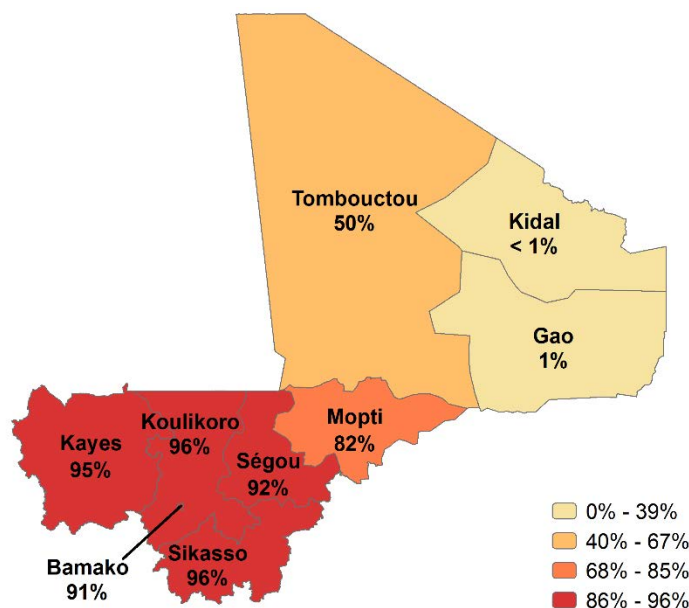 Tombouctou
50%
Kidal
< 1%
Gao
1%
Mopti
82%
Koulikoro
96%
Kayes
95%
Ségou
92%
Bamako
91%
Sikasso
96%
0% - 39%
40% - 67%
68% - 85%
86% - 96%